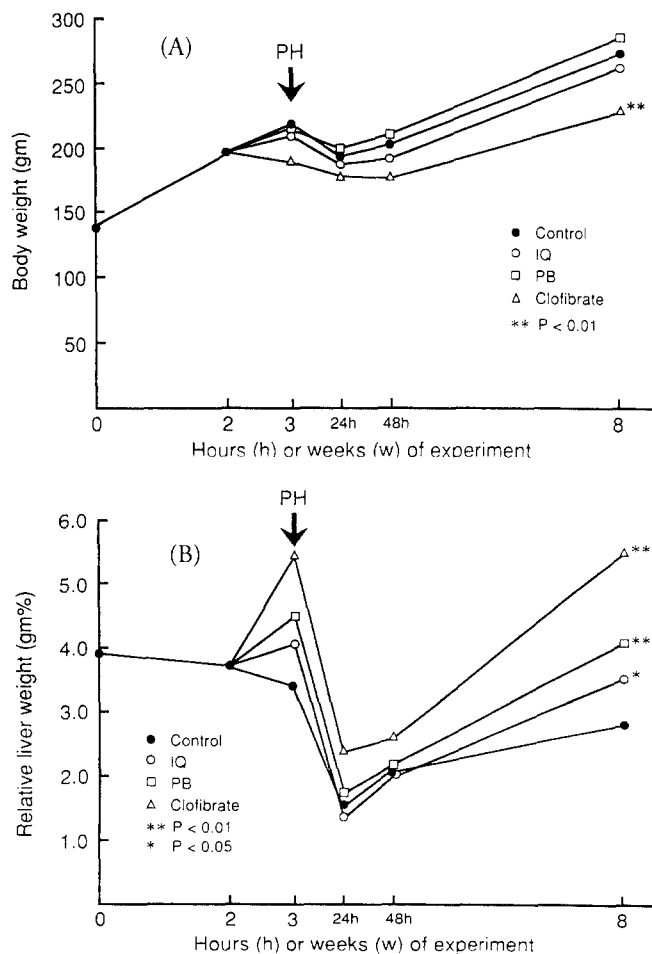 (A)
PH
300
250
200
150
100
50
Body weight (gm)
**
Control
IQ
PB
Clofibrate
** P < 0.01
0 2 3 24h 48h 8
Hours (h) or weeks (w) of experiment
(B)
PH
6.0
5.0
4.0
3.0
2.0
1.0
Relative liver weight (gm%)
**
**
*
Control
IQ
PB
Clofibrate
** P < 0.01
* P < 0.05
0 2 3 24h 48h 8
Hours (h) or weeks (w) of experiment